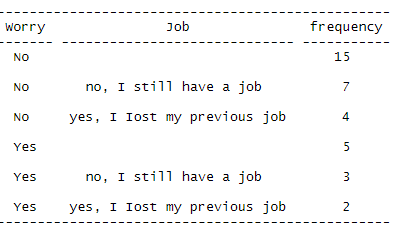 Worry Job frequency
No 15
No no, I still have a job 7
No yes, I Iost my previous job 4
Yes 5
Yes no, I still have a job 3
Yes yes, I Iost my previous job 2